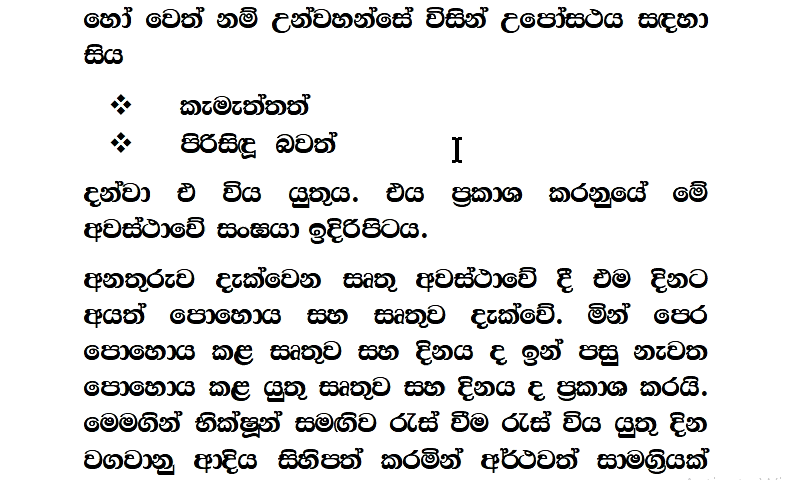 හෝ වෙත් නම් උන්වහන්සේ විසින් උපෝසථය සඳහා
සිය
❖ කැමැත්තත්
❖ පිරිසිඳූ බවත්
දන්වා එ විය යුතුය. එය ප්‍රකාශ කරනුයේ මේ
අවස්ථාවේ සංඝයා ඉදිරිපිටය.
අනතුරුව දැක්වෙන සෘතු අවස්ථාවේ දී එම දිනට
අයත් පොහොය සහ සෘතුව දැක්වේ. මින් පෙර
පොහොය කළ සෘතුව සහ දිනය ද ඉන් පසු නැවත
පොහොය කළ යුතු සෘතුව සහ දිනය ද ප්‍රකාශ කරයි.
මෙමගින් භික්ෂූන් සමඟිව රැස් වීම රැස් විය යුතු දින
වගවානු ආදිය සිහිපත් කරමින් අර්ථවත් සාමග්‍රියක්